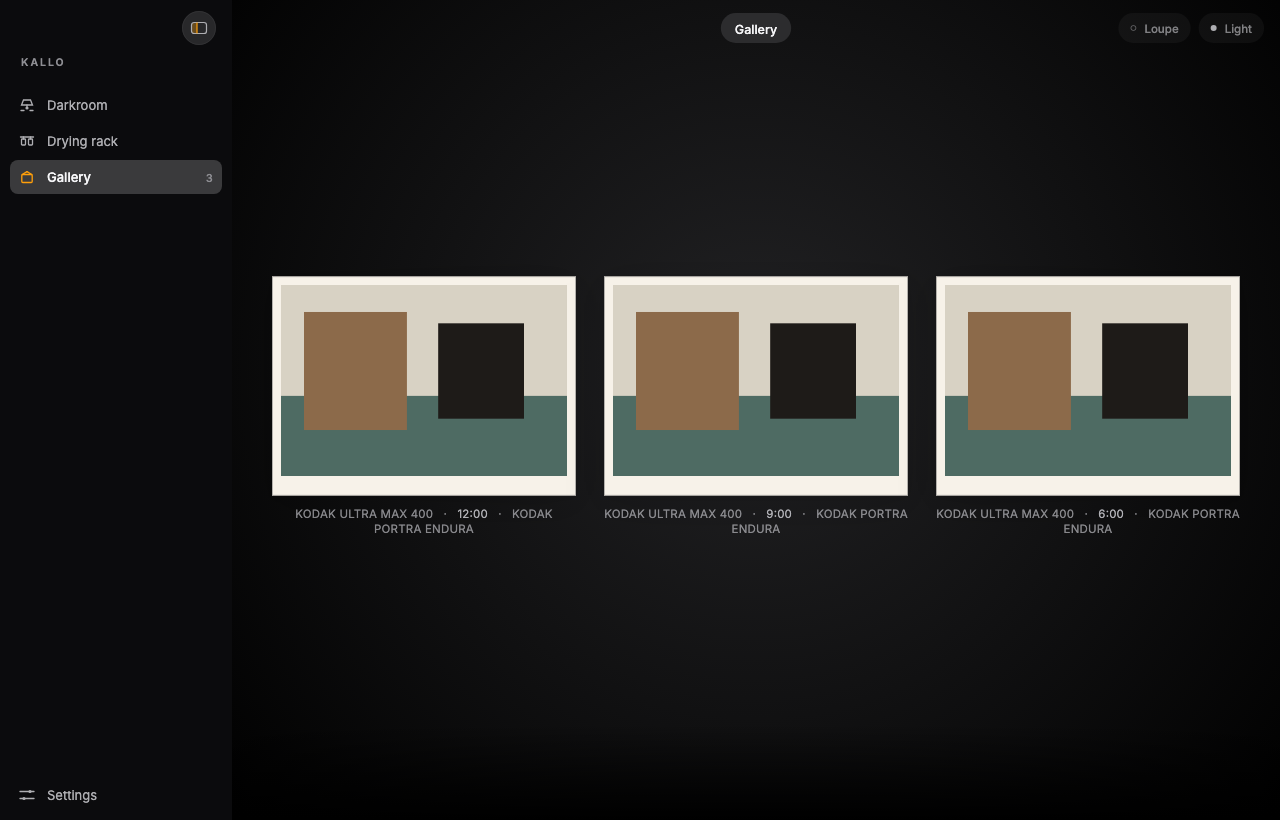 Gallery
Loupe
Light
KALLO
Darkroom
Drying rack
Gallery 3
KODAK ULTRA MAX 400 · 12:00 · KODAK
PORTRA ENDURA
KODAK ULTRA MAX 400 · 9:00 · KODAK PORTRA
ENDURA
KODAK ULTRA MAX 400 · 6:00 · KODAK PORTRA
ENDURA
Settings